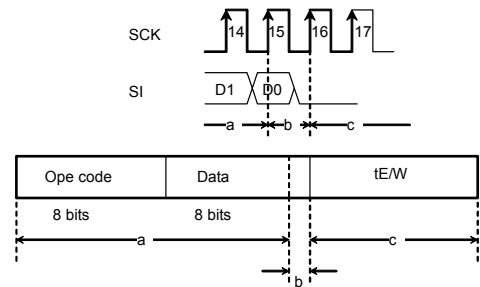 SCK 14 15 16 17
SI D1 D0
a b c
Ope code Data tE/W
8 bits 8 bits
a c
b